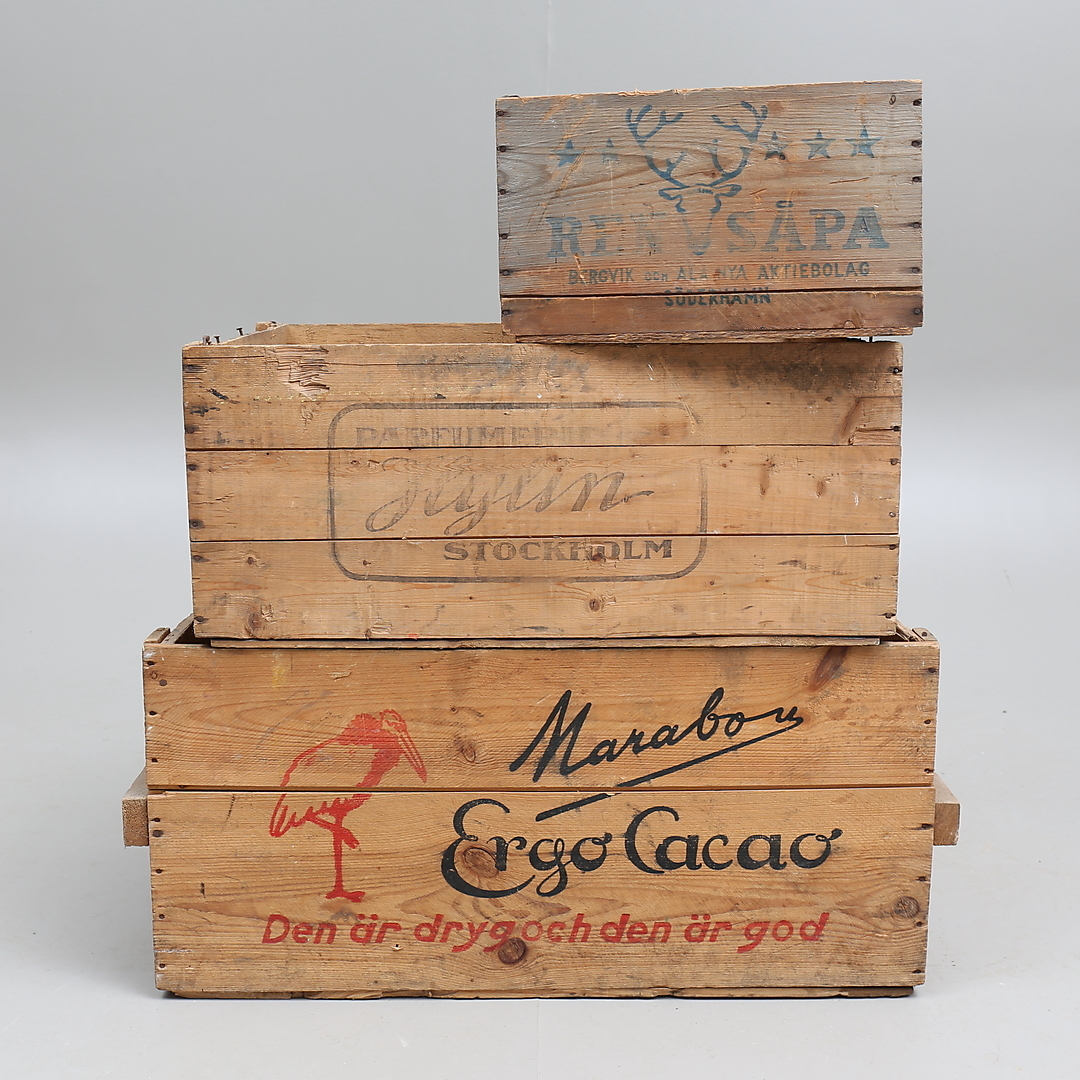 REN SÅPA
BERGVIK OCH ALA NYA AKTIEBOLAG
SÖDERHAMN
PARFUMERIE
STOCKHOLM
Marabou
Ergo Cacao
Den är dryg och den är god